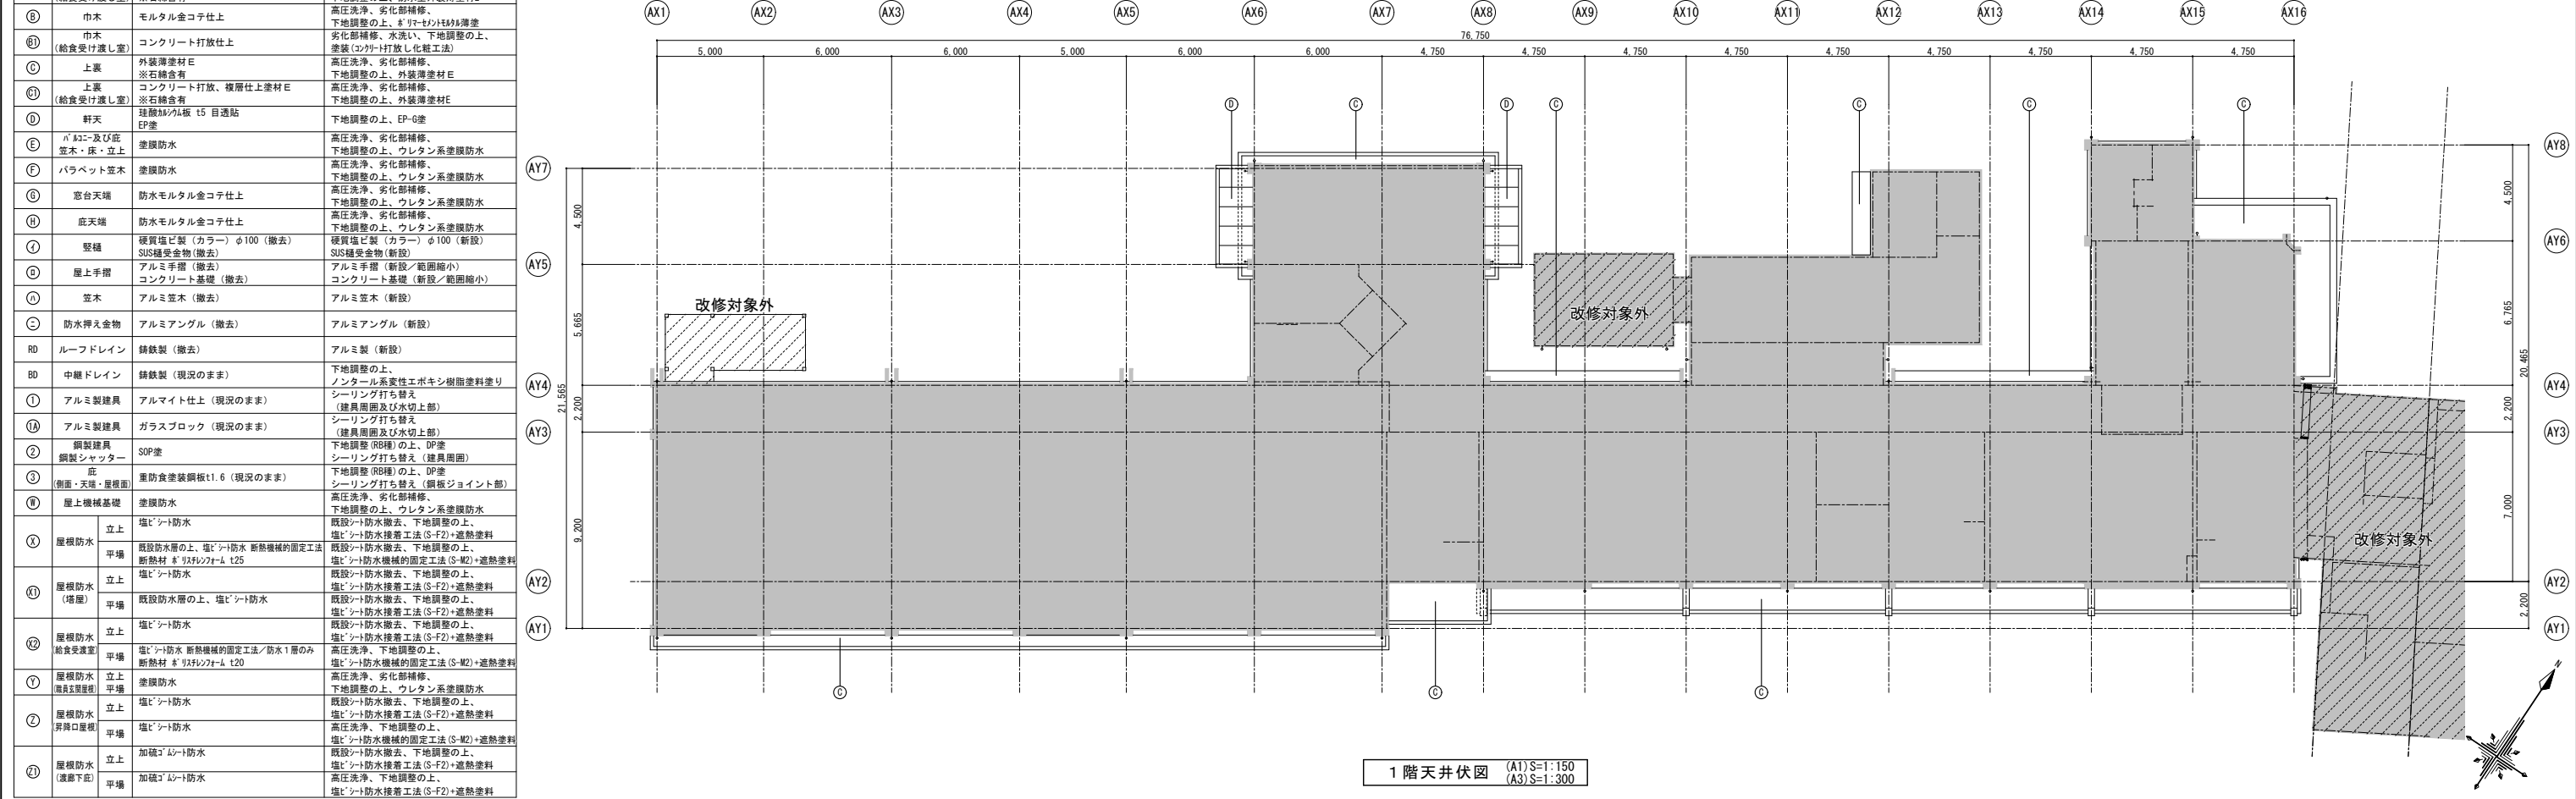 Ⓑ 巾木 モルタル金コテ仕上 高圧洗浄、劣化部補修、
下地調整の上、ポリマーセメントモルタル薄塗
B1 巾木 コンクリート打放仕上 劣化部補修、水洗い、下地調整の上、
(給食受け渡し室) 塗装(コンクリート打放し化粧工法)
Ⓒ 上裏 外装薄塗材E 高圧洗浄、劣化部補修、
※石綿含有 下地調整の上、外装薄塗材E
C1 上裏 コンクリート打放、複層仕上塗材E 高圧洗浄、劣化部補修、
(給食受け渡し室) ※石綿含有 下地調整の上、外装薄塗材E
Ⓓ 軒天 珪酸カルシウム板 t5 目透貼 下地調整の上、EP-G塗
EP塗
Ⓔ バルコニー及び庇 塗膜防水 高圧洗浄、劣化部補修、
笠木・床・立上 下地調整の上、ウレタン系塗膜防水
Ⓕ パラペット笠木 塗膜防水 高圧洗浄、劣化部補修、
下地調整の上、ウレタン系塗膜防水
Ⓖ 窓台天端 防水モルタル金コテ仕上 高圧洗浄、劣化部補修、
下地調整の上、ウレタン系塗膜防水
Ⓗ 庇天端 防水モルタル金コテ仕上 高圧洗浄、劣化部補修、
下地調整の上、ウレタン系塗膜防水
イ 竪樋 硬質塩ビ製(カラー)φ100(撤去) 硬質塩ビ製(カラー)φ100(新設)
SUS樋受金物(撤去) SUS樋受金物(新設)
ロ 屋上手摺 アルミ手摺(撤去) アルミ手摺(新設/範囲縮小)
コンクリート基礎(撤去) コンクリート基礎(新設/範囲縮小)
ハ 笠木 アルミ笠木(撤去) アルミ笠木(新設)
ニ 防水押え金物 アルミアングル(撤去) アルミアングル(新設)
RD ルーフドレイン 鋳鉄製(撤去) アルミ製(新設)
BD 中継ドレイン 鋳鉄製(現況のまま) 下地調整の上、
ノンタール系変性エポキシ樹脂塗料塗り
① アルミ製建具 アルマイト仕上(現況のまま) シーリング打ち替え
(建具周囲及び水切上部)
1A アルミ製建具 ガラスブロック(現況のまま) シーリング打ち替え
(建具周囲及び水切上部)
② 鋼製建具 SOP塗 下地調整(RB種)の上、DP塗
鋼製シャッター シーリング打ち替え(建具周囲)
③ 庇 重防食塗装鋼板t1.6(現況のまま) 下地調整(RB種)の上、DP塗
(側面・天端・屋根面) シーリング打ち替え(鋼板ジョイント部)
Ⓦ 屋上機械基礎 塗膜防水 高圧洗浄、劣化部補修、
下地調整の上、ウレタン系塗膜防水
Ⓧ 屋根防水 立上 塩ビシート防水 既設シート防水撤去、下地調整の上、
塩ビシート防水接着工法(S-F2)+遮熱塗料
平場 既設防水層の上、塩ビシート防水 断熱機械的固定工法 既設シート防水撤去、下地調整の上、
断熱材 ポリスチレンフォーム t25 塩ビシート防水機械的固定工法(S-M2)+遮熱塗料
X1 屋根防水 (塔屋) 立上 塩ビシート防水 既設シート防水撤去、下地調整の上、
塩ビシート防水接着工法(S-F2)+遮熱塗料
平場 既設防水層の上、塩ビシート防水 既設シート防水撤去、下地調整の上、
塩ビシート防水接着工法(S-F2)+遮熱塗料
X2 屋根防水 (給食受渡室) 立上 塩ビシート防水 既設シート防水撤去、下地調整の上、
塩ビシート防水接着工法(S-F2)+遮熱塗料
平場 塩ビシート防水 断熱機械的固定工法/防水1層のみ 高圧洗浄、下地調整の上、
断熱材 ポリスチレンフォーム t20 塩ビシート防水機械的固定工法(S-M2)+遮熱塗料
Ⓨ 屋根防水 立上 塗膜防水 高圧洗浄、劣化部補修、
(職員玄関屋根) 平場 下地調整の上、ウレタン系塗膜防水
Ⓩ 屋根防水 (昇降口屋根) 立上 塩ビシート防水 既設シート防水撤去、下地調整の上、
塩ビシート防水接着工法(S-F2)+遮熱塗料
平場 塩ビシート防水 高圧洗浄、下地調整の上、
塩ビシート防水機械的固定工法(S-M2)+遮熱塗料
Z1 屋根防水 (渡廊下庇) 立上 加硫ゴムシート防水 既設シート防水撤去、下地調整の上、
塩ビシート防水接着工法(S-F2)+遮熱塗料
平場 加硫ゴムシート防水 高圧洗浄、下地調整の上、
塩ビシート防水接着工法(S-F2)+遮熱塗料
AX1 AX2 AX3 AX4 AX5 AX6 AX7 AX8 AX9 AX10 AX11 AX12 AX13 AX14 AX15 AX16
76,750
5,000 6,000 6,000 5,000 6,000 6,000 4,750 4,750 4,750 4,750 4,750 4,750 4,750 4,750 4,750
D C D C C C C
AY7
AY5
AY4
AY3
AY2
AY1
4,500
5,665
2,200
9,200
21,565
改修対象外
改修対象外
改修対象外
AY8
AY6
AY4
AY3
AY2
AY1
4,500
6,765
2,200
7,000
2,200
20,465
C C C
N
1階天井伏図 (A1)S=1:150
(A3)S=1:300